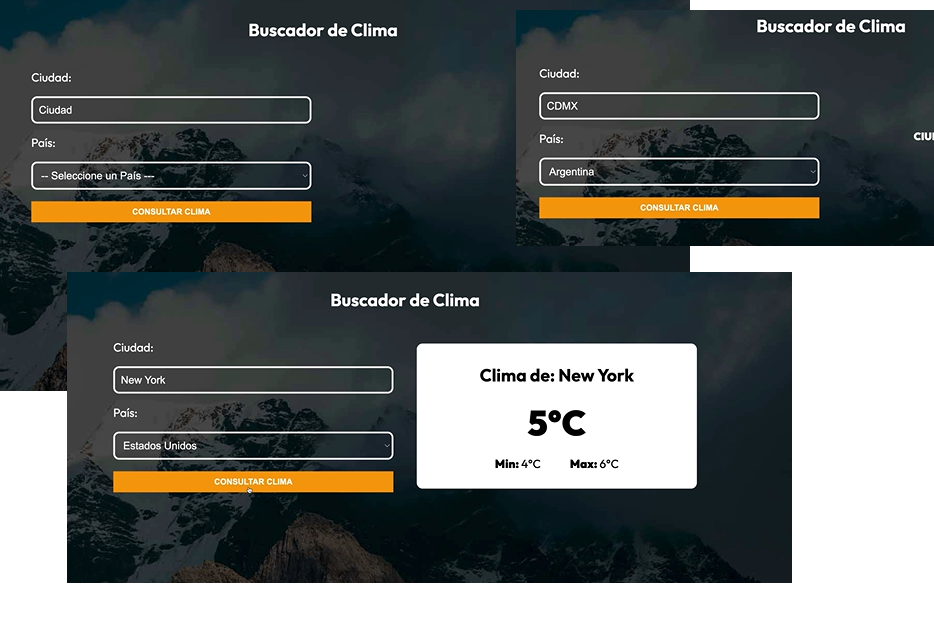 Buscador de Clima
Ciudad:
Ciudad
País:
-- Seleccione un País ---
CONSULTAR CLIMA
Buscador de Clima
Ciudad:
CDMX
País:
Argentina
CONSULTAR CLIMA
Buscador de Clima
Ciudad:
New York
País:
Estados Unidos
CONSULTAR CLIMA
Clima de: New York
5°C
Min: 4°C Max: 6°C